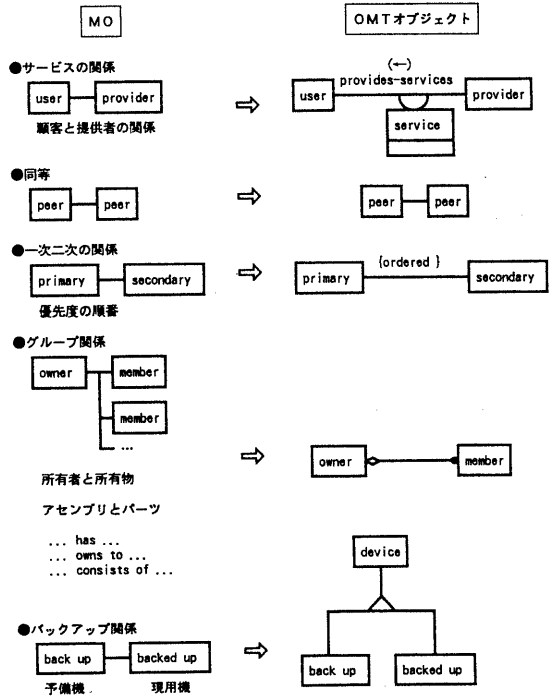 MO
OMTオブジェクト
●サービスの関係
user
provider
顧客と提供者の関係
(←)
provides-services
user
provider
service
●同等
peer
peer
peer
peer
●一次二次の関係
primary
secondary
優先度の順番
{ordered }
primary
secondary
●グループ関係
owner
member
member
...
所有者と所有物
アセンブリとパーツ
... has ...
... owns to ...
... consists of ...
owner
member
●バックアップ関係
back up
backed up
予備機
現用機
device
back up
backed up